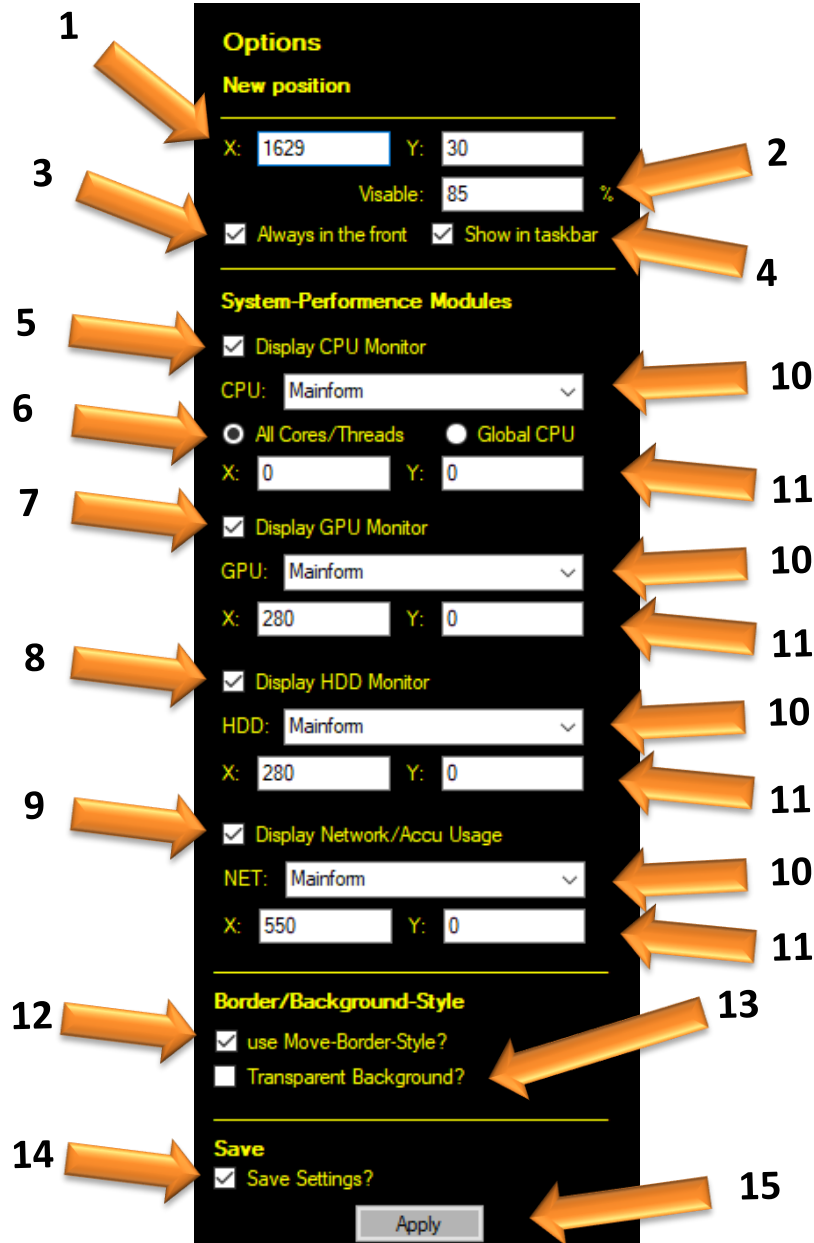 1
Options
New position
X: 1629 Y: 30
2
Visable: 85 %
3
Always in the front Show in taskbar
4
System-Performence Modules
5
Display CPU Monitor
10
CPU: Mainform
6
All Cores/Threads Global CPU
X: 0 Y: 0
11
7
Display GPU Monitor
10
GPU: Mainform
X: 280 Y: 0
11
8
Display HDD Monitor
10
HDD: Mainform
X: 280 Y: 0
11
9
Display Network/Accu Usage
10
NET: Mainform
X: 550 Y: 0
11
Border/Background-Style
12
13
use Move-Border-Style?
Transparent Background?
Save
14
Save Settings?
15
Apply